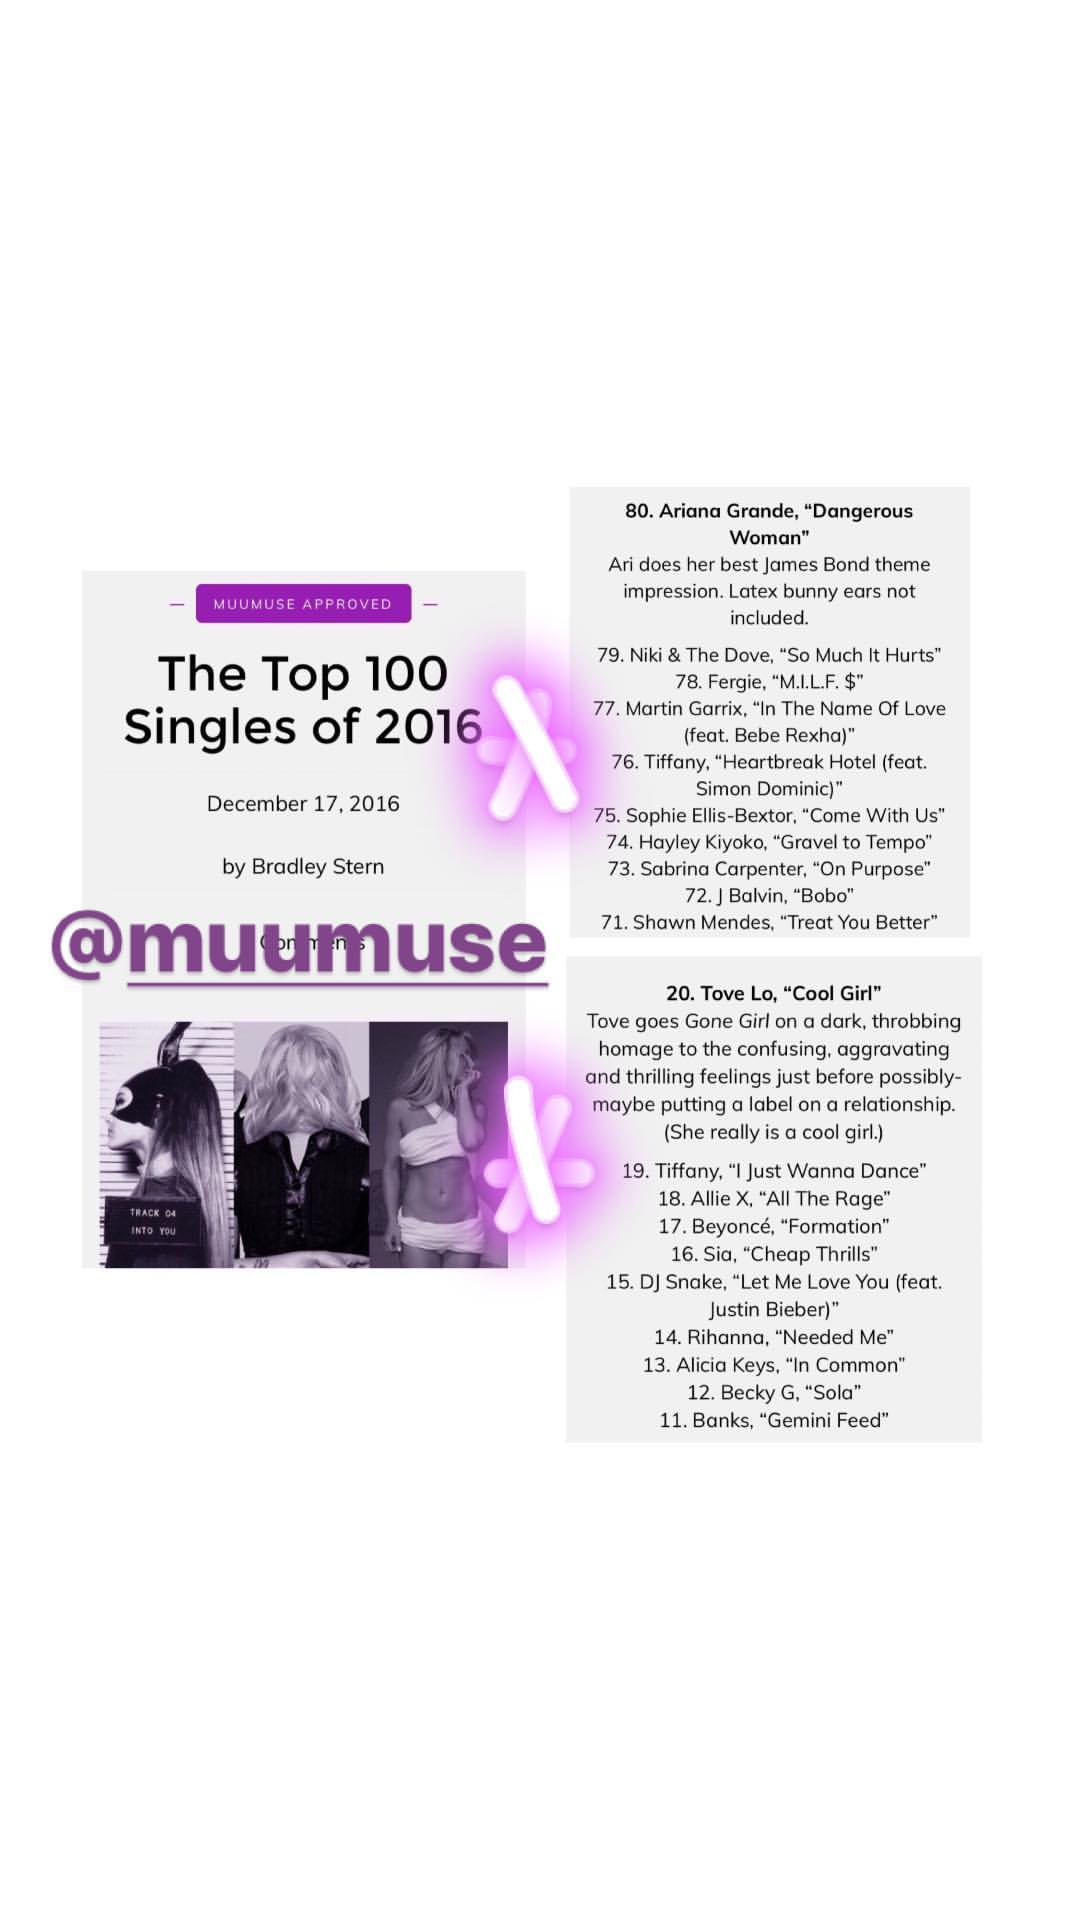 — MUUMUSE APPROVED —
The Top 100
Singles of 2016
December 17, 2016
by Bradley Stern
Comments
@muumuse
TRACK 04
INTO YOU
80. Ariana Grande, “Dangerous
Woman”
Ari does her best James Bond theme
impression. Latex bunny ears not
included.
79. Niki & The Dove, “So Much It Hurts”
78. Fergie, “M.I.L.F. $”
77. Martin Garrix, “In The Name Of Love
(feat. Bebe Rexha)”
76. Tiffany, “Heartbreak Hotel (feat.
Simon Dominic)”
75. Sophie Ellis-Bextor, “Come With Us”
74. Hayley Kiyoko, “Gravel to Tempo”
73. Sabrina Carpenter, “On Purpose”
72. J Balvin, “Bobo”
71. Shawn Mendes, “Treat You Better”
20. Tove Lo, “Cool Girl”
Tove goes Gone Girl on a dark, throbbing
homage to the confusing, aggravating
and thrilling feelings just before possibly-
maybe putting a label on a relationship.
(She really is a cool girl.)
19. Tiffany, “I Just Wanna Dance”
18. Allie X, “All The Rage”
17. Beyoncé, “Formation”
16. Sia, “Cheap Thrills”
15. DJ Snake, “Let Me Love You (feat.
Justin Bieber)”
14. Rihanna, “Needed Me”
13. Alicia Keys, “In Common”
12. Becky G, “Sola”
11. Banks, “Gemini Feed”